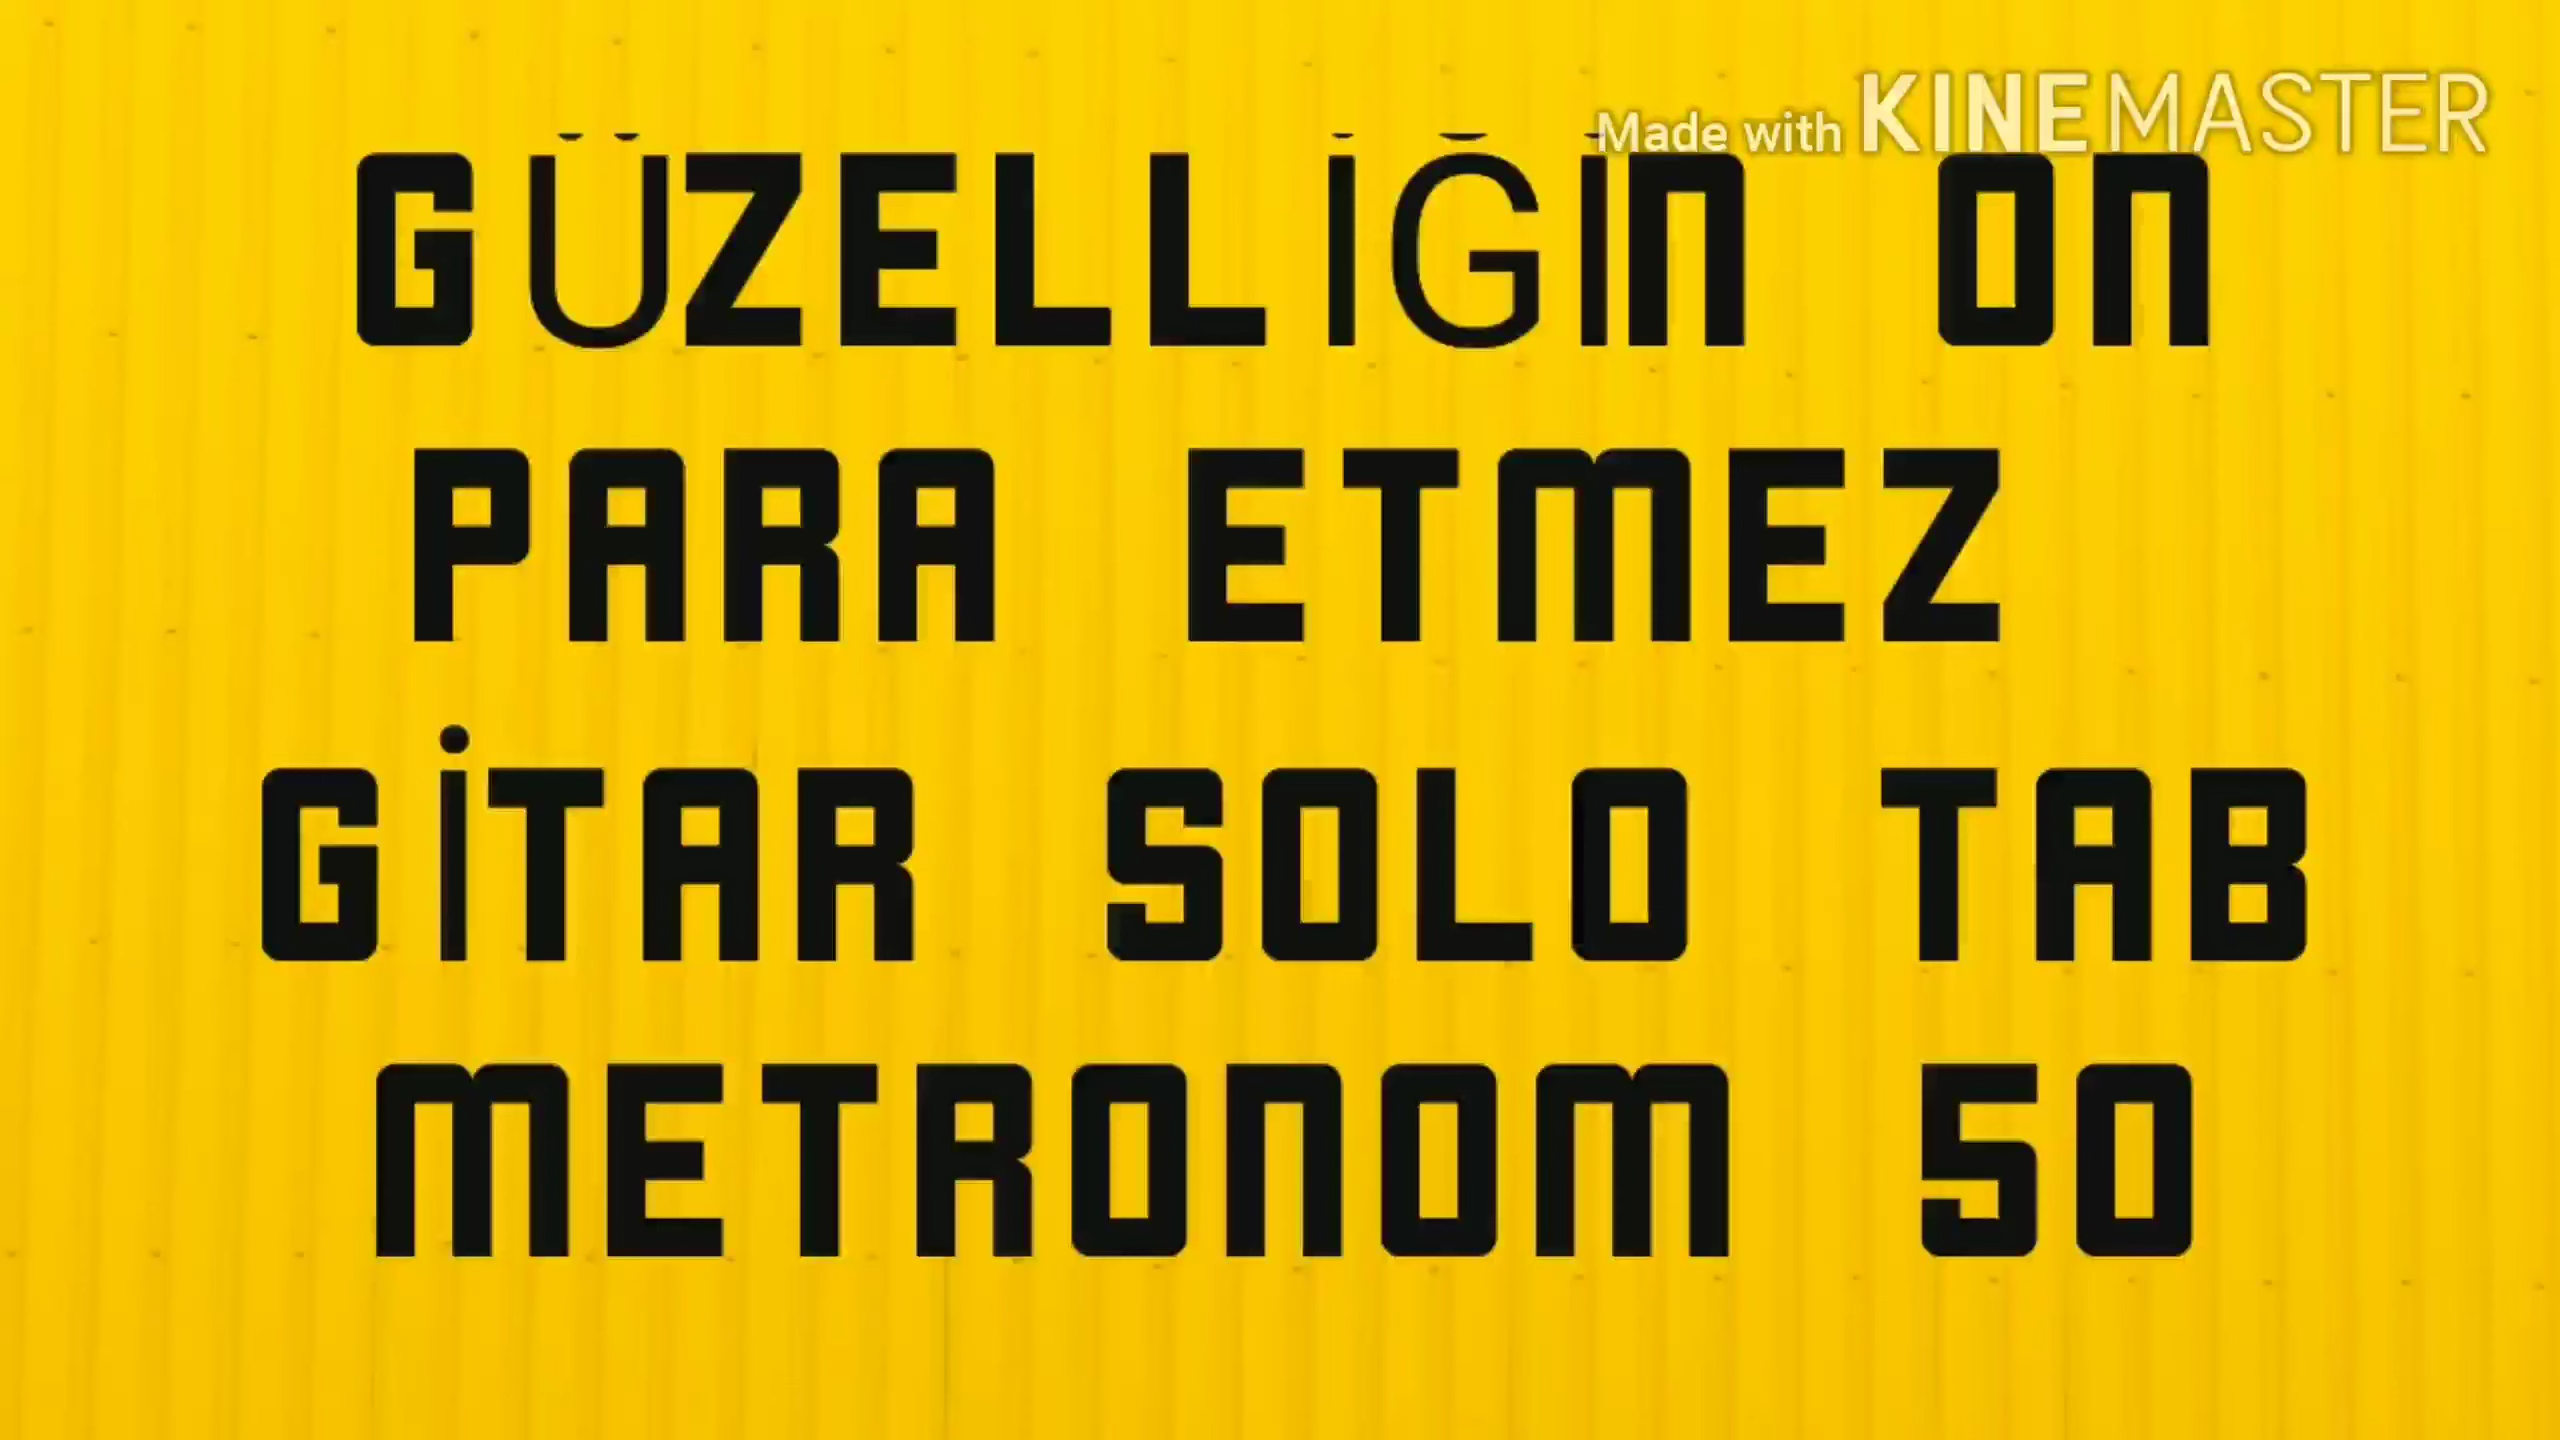 Made with KINEMASTER
GÜZELLİĞİN ON
PARA ETMEZ
GİTAR SOLO TAB
METRONOM 50